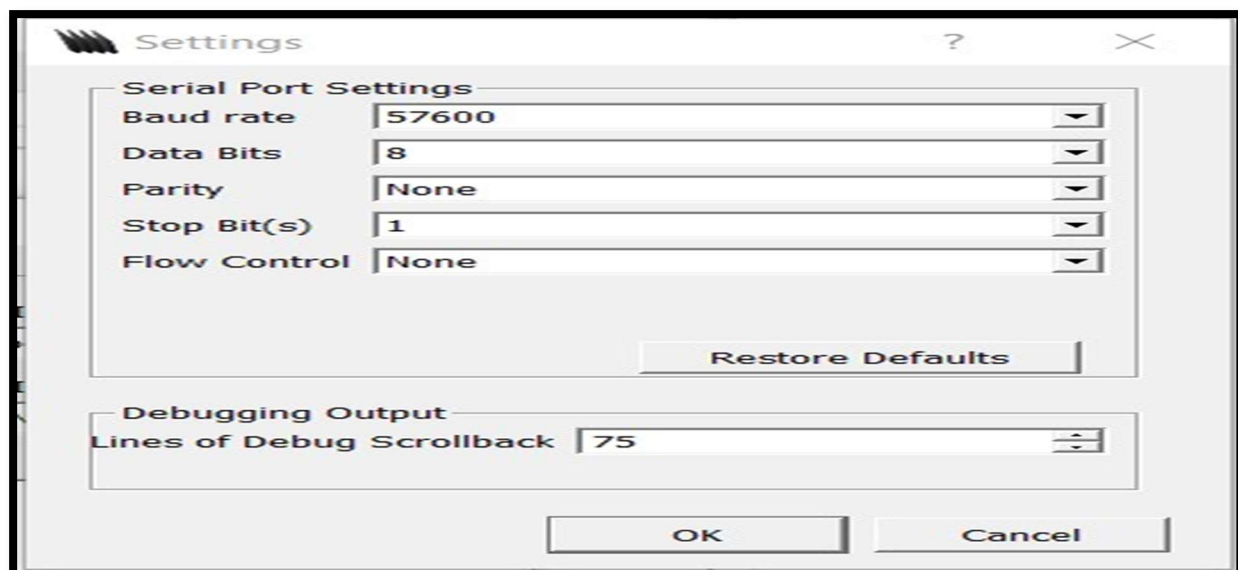 Settings ?
Serial Port Settings
Baud rate 57600
Data Bits 8
Parity None
Stop Bit(s) 1
Flow Control None
Restore Defaults
Debugging Output
Lines of Debug Scrollback 75
OK Cancel